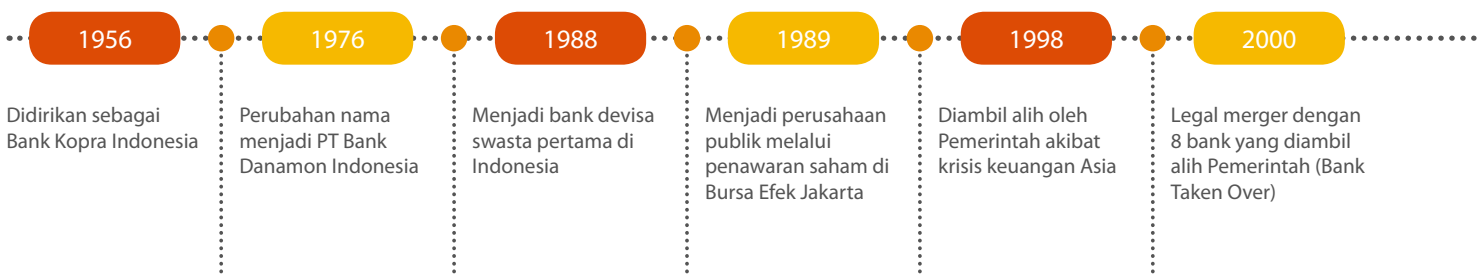 1956
Didirikan sebagai
Bank Kopra Indonesia
1976
Perubahan nama
menjadi PT Bank
Danamon Indonesia
1988
Menjadi bank devisa
swasta pertama di
Indonesia
1989
Menjadi perusahaan
publik melalui
penawaran saham di
Bursa Efek Jakarta
1998
Diambil alih oleh
Pemerintah akibat
krisis keuangan Asia
2000
Legal merger dengan
8 bank yang diambil
alih Pemerintah (Bank
Taken Over)